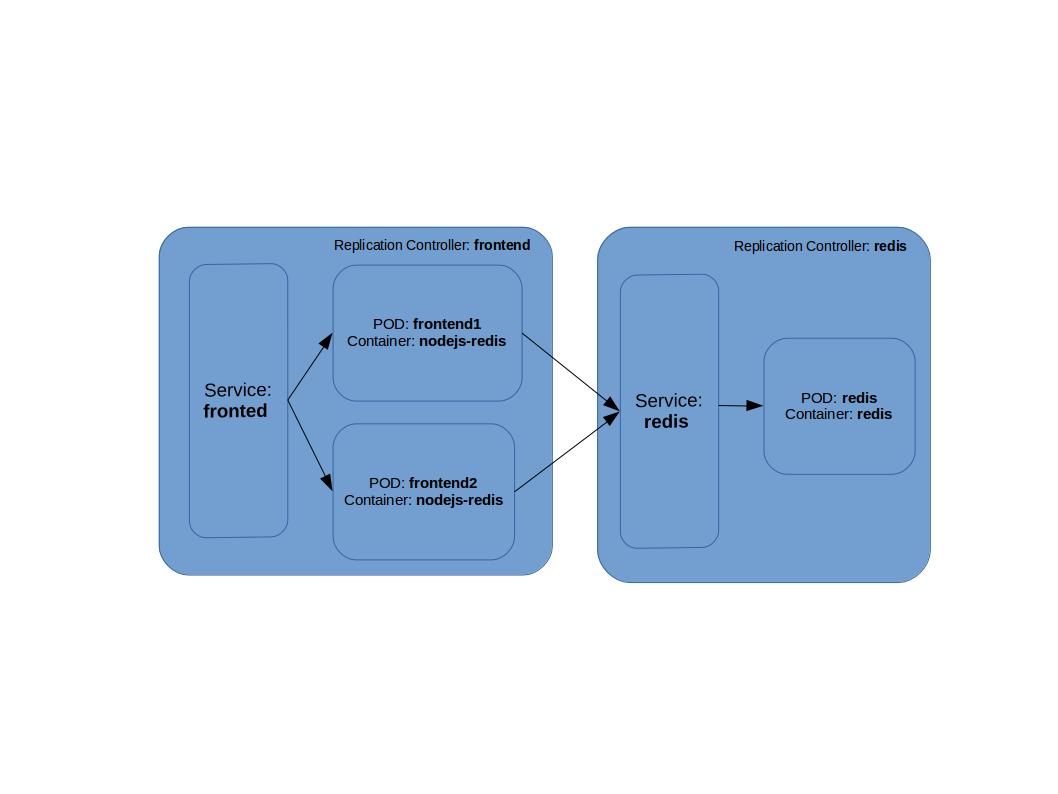 Replication Controller: frontend
Service:
fronted
POD: frontend1
Container: nodejs-redis
POD: frontend2
Container: nodejs-redis
Replication Controller: redis
Service:
redis
POD: redis
Container: redis